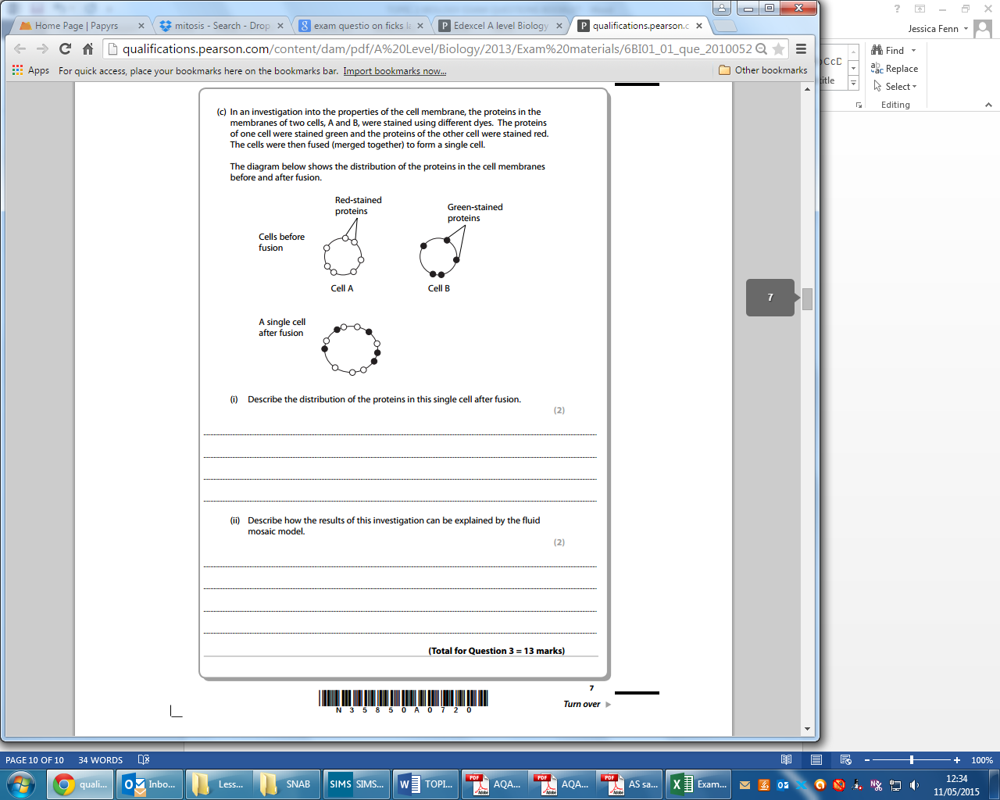 Home Page | Papyrs
mitosis - Search - Drop
exam questio on ficks la
Edexcel A level Biology
qualifications.pearson.c
Jessica Fenn
qualifications.pearson.com/content/dam/pdf/A%20Level/Biology/2013/Exam%20materials/6BI01_01_que_2010052
Apps
For quick access, place your bookmarks here on the bookmarks bar.
Import bookmarks now...
Other bookmarks
Find
Replace
Select
Editing
title
(c) In an investigation into the properties of the cell membrane, the proteins in the
membranes of two cells, A and B, were stained using different dyes. The proteins
of one cell were stained green and the proteins of the other cell were stained red.
The cells were then fused (merged together) to form a single cell.
The diagram below shows the distribution of the proteins in the cell membranes
before and after fusion.
Red-stained
proteins
Green-stained
proteins
Cells before
fusion
Cell A
Cell B
A single cell
after fusion
7
(i) Describe the distribution of the proteins in this single cell after fusion.
(2)
(ii) Describe how the results of this investigation can be explained by the fluid
mosaic model.
(2)
(Total for Question 3 = 13 marks)
7
N35850A0720
Turn over
PAGE 10 OF 10
34 WORDS
100%
quali...
Inbo...
Less...
SNAB
SIMS
SIMS...
TOPI...
AQA...
AQA...
AS sa...
Exam...
12:34
11/05/2015